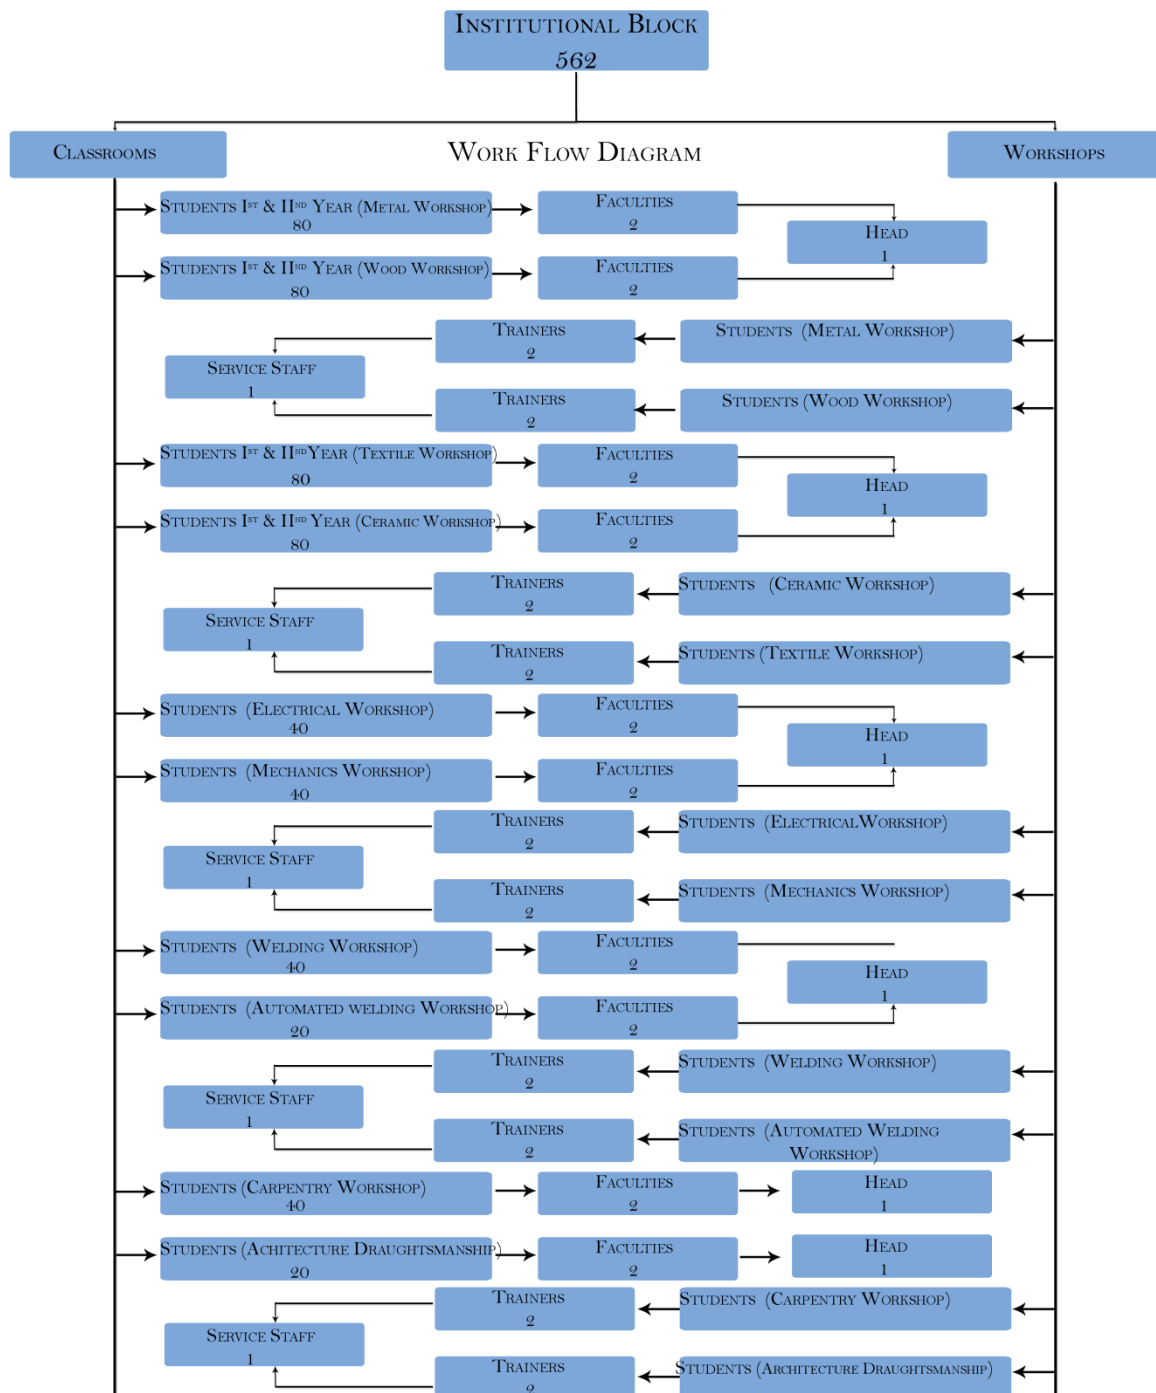 Institutional Block
562
Classrooms
Work Flow Diagram
Workshops
Students Ist & IInd Year (Metal Workshop)
80
Faculties
2
Head
1
Students Ist & IInd Year (Wood Workshop)
80
Faculties
2
Trainers
2
Students (Metal Workshop)
Service Staff
1
Trainers
2
Students (Wood Workshop)
Students Ist & IInd Year (Textile Workshop)
80
Faculties
2
Head
1
Students Ist & IInd Year (Ceramic Workshop)
80
Faculties
2
Trainers
2
Students (Ceramic Workshop)
Service Staff
1
Trainers
2
Students (Textile Workshop)
Students (Electrical Workshop)
40
Faculties
2
Head
1
Students (Mechanics Workshop)
40
Faculties
2
Trainers
2
Students (Electrical Workshop)
Service Staff
1
Trainers
2
Students (Mechanics Workshop)
Students (Welding Workshop)
40
Faculties
2
Head
1
Students (Automated welding Workshop)
20
Faculties
2
Trainers
2
Students (Welding Workshop)
Service Staff
1
Trainers
2
Students (Automated Welding
Workshop)
Students (Carpentry Workshop)
40
Faculties
2
Head
1
Students (Achitecture Draughtsmanship)
20
Faculties
2
Head
1
Trainers
2
Students (Carpentry Workshop)
Service Staff
1
Trainers
2
Students (Architecture Draughtsmanship)